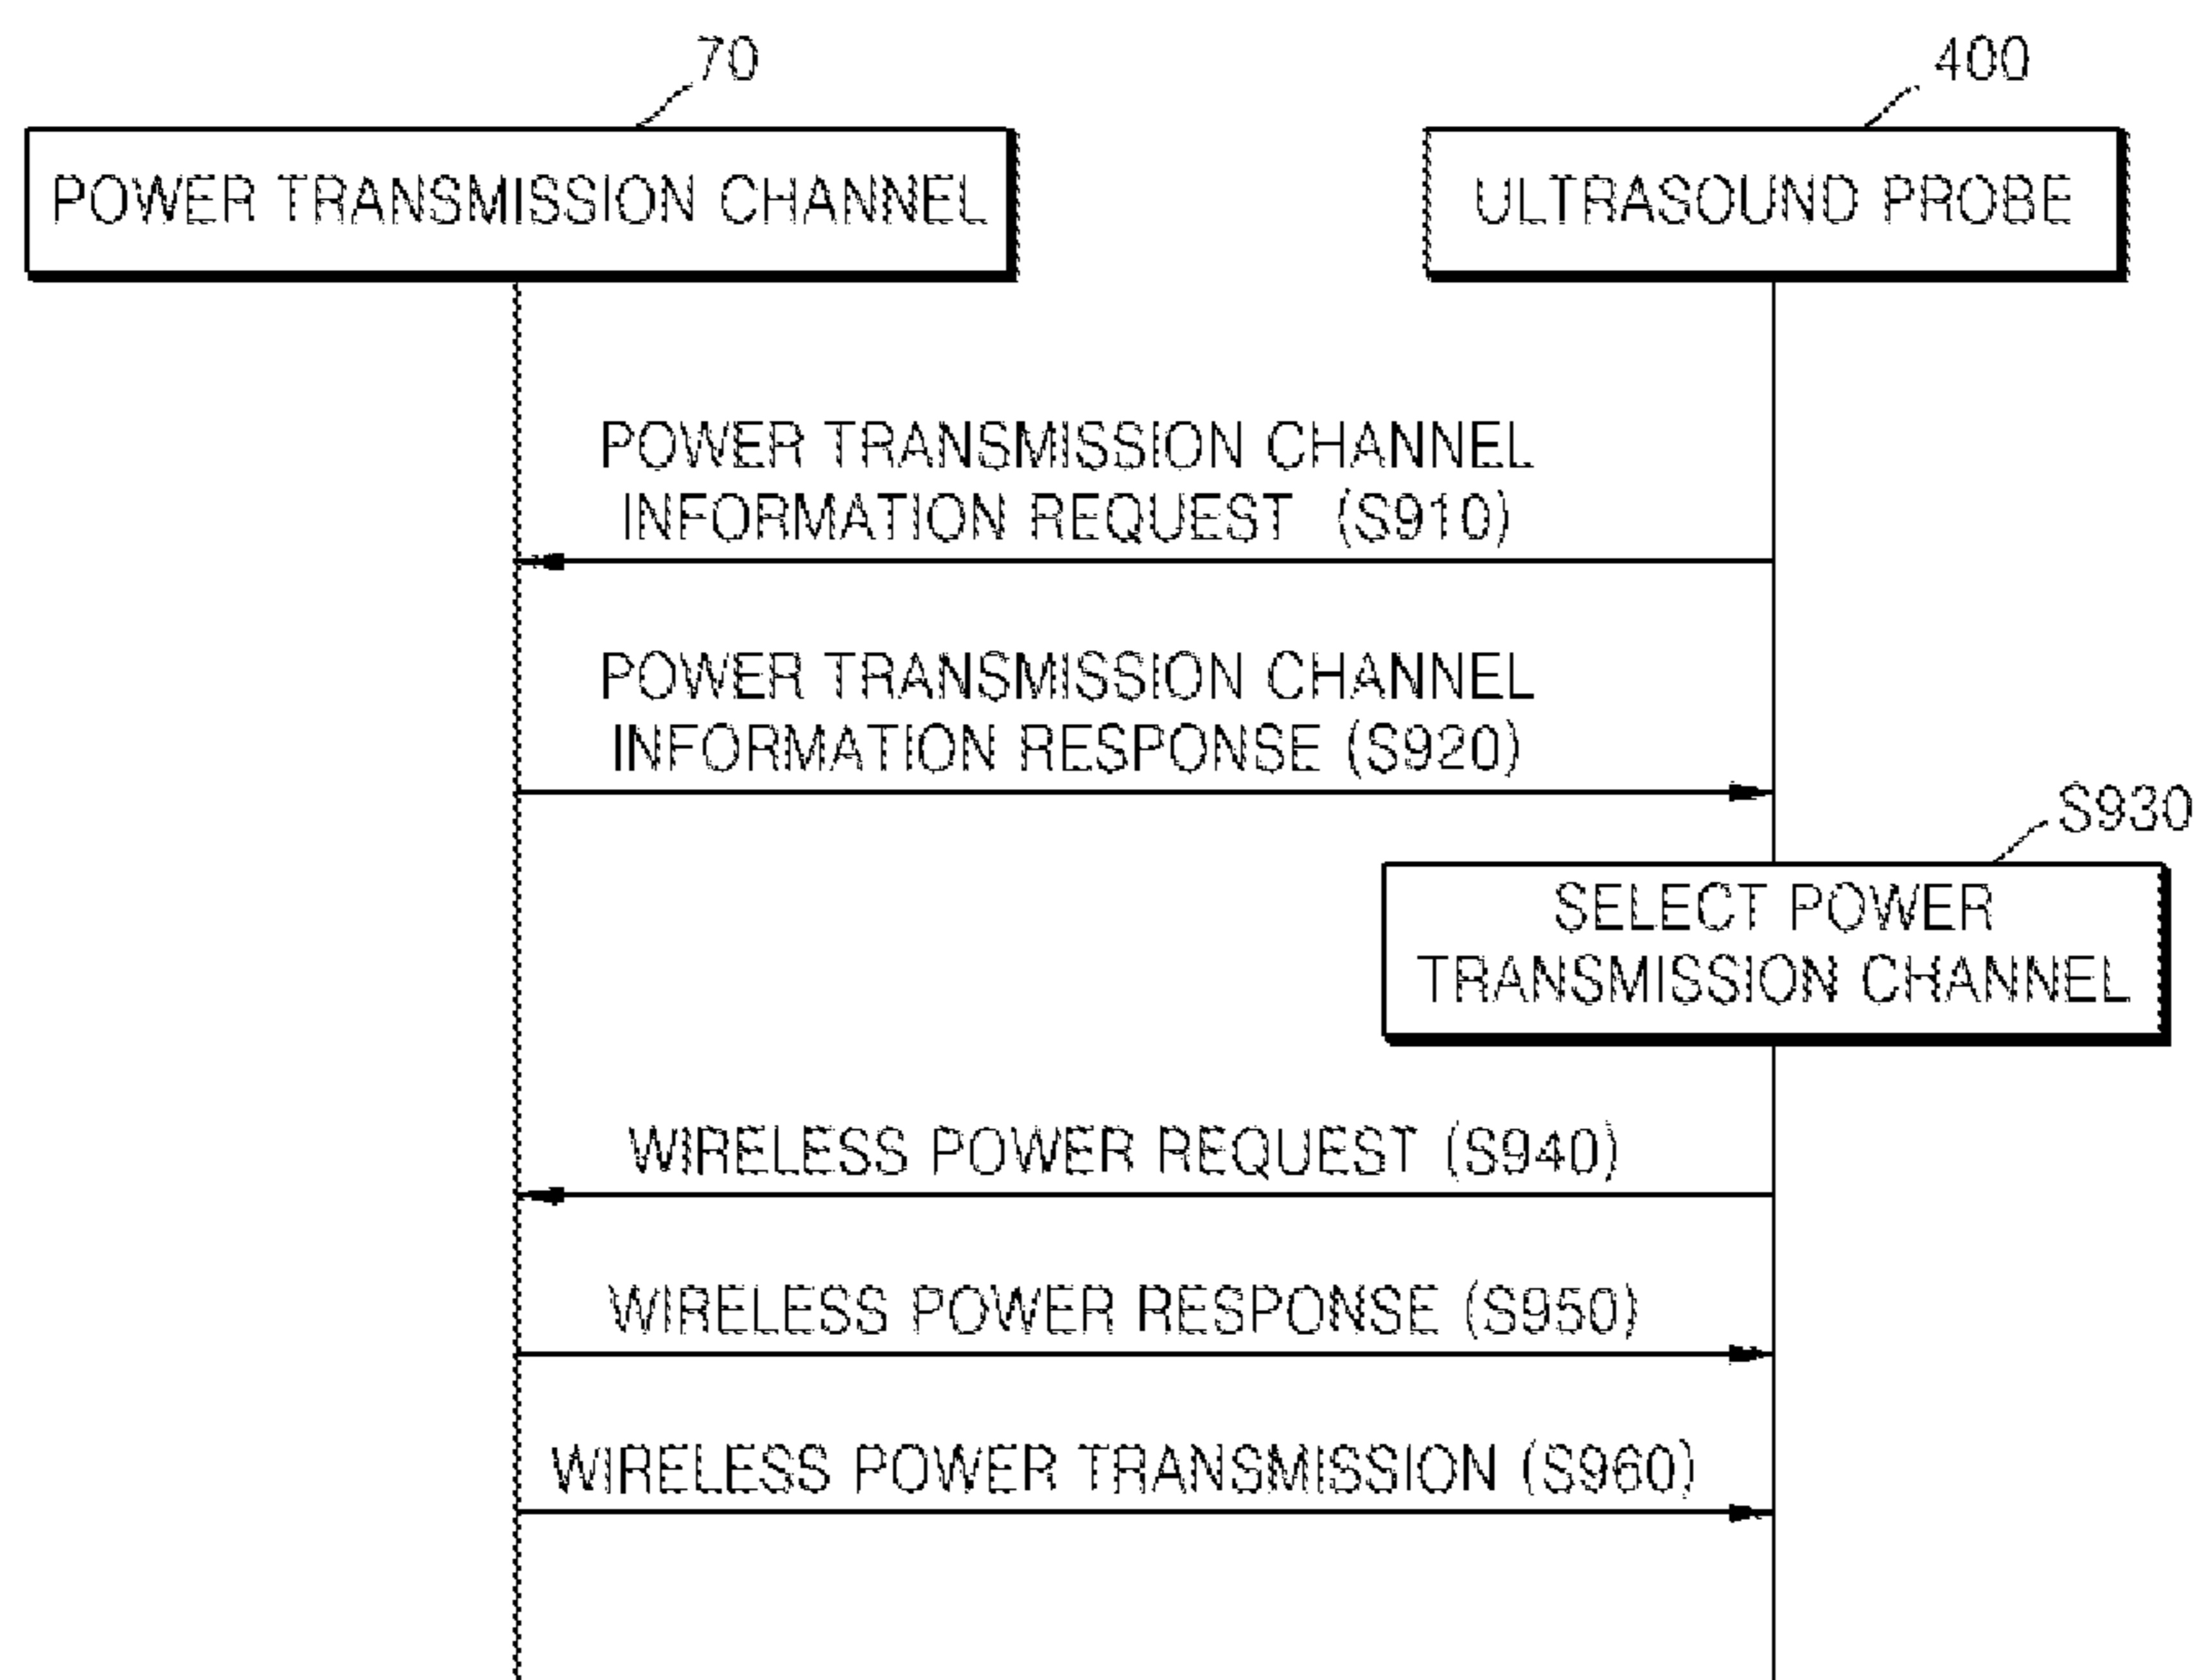 70
400
POWER TRANSMISSION CHANNEL
ULTRASOUND PROBE
POWER TRANSMISSION CHANNEL
INFORMATION REQUEST (S910)
POWER TRANSMISSION CHANNEL
INFORMATION RESPONSE (S920)
S930
SELECT POWER
TRANSMISSION CHANNEL
WIRELESS POWER REQUEST (S940)
WIRELESS POWER RESPONSE (S950)
WIRELESS POWER TRANSMISSION (S960)